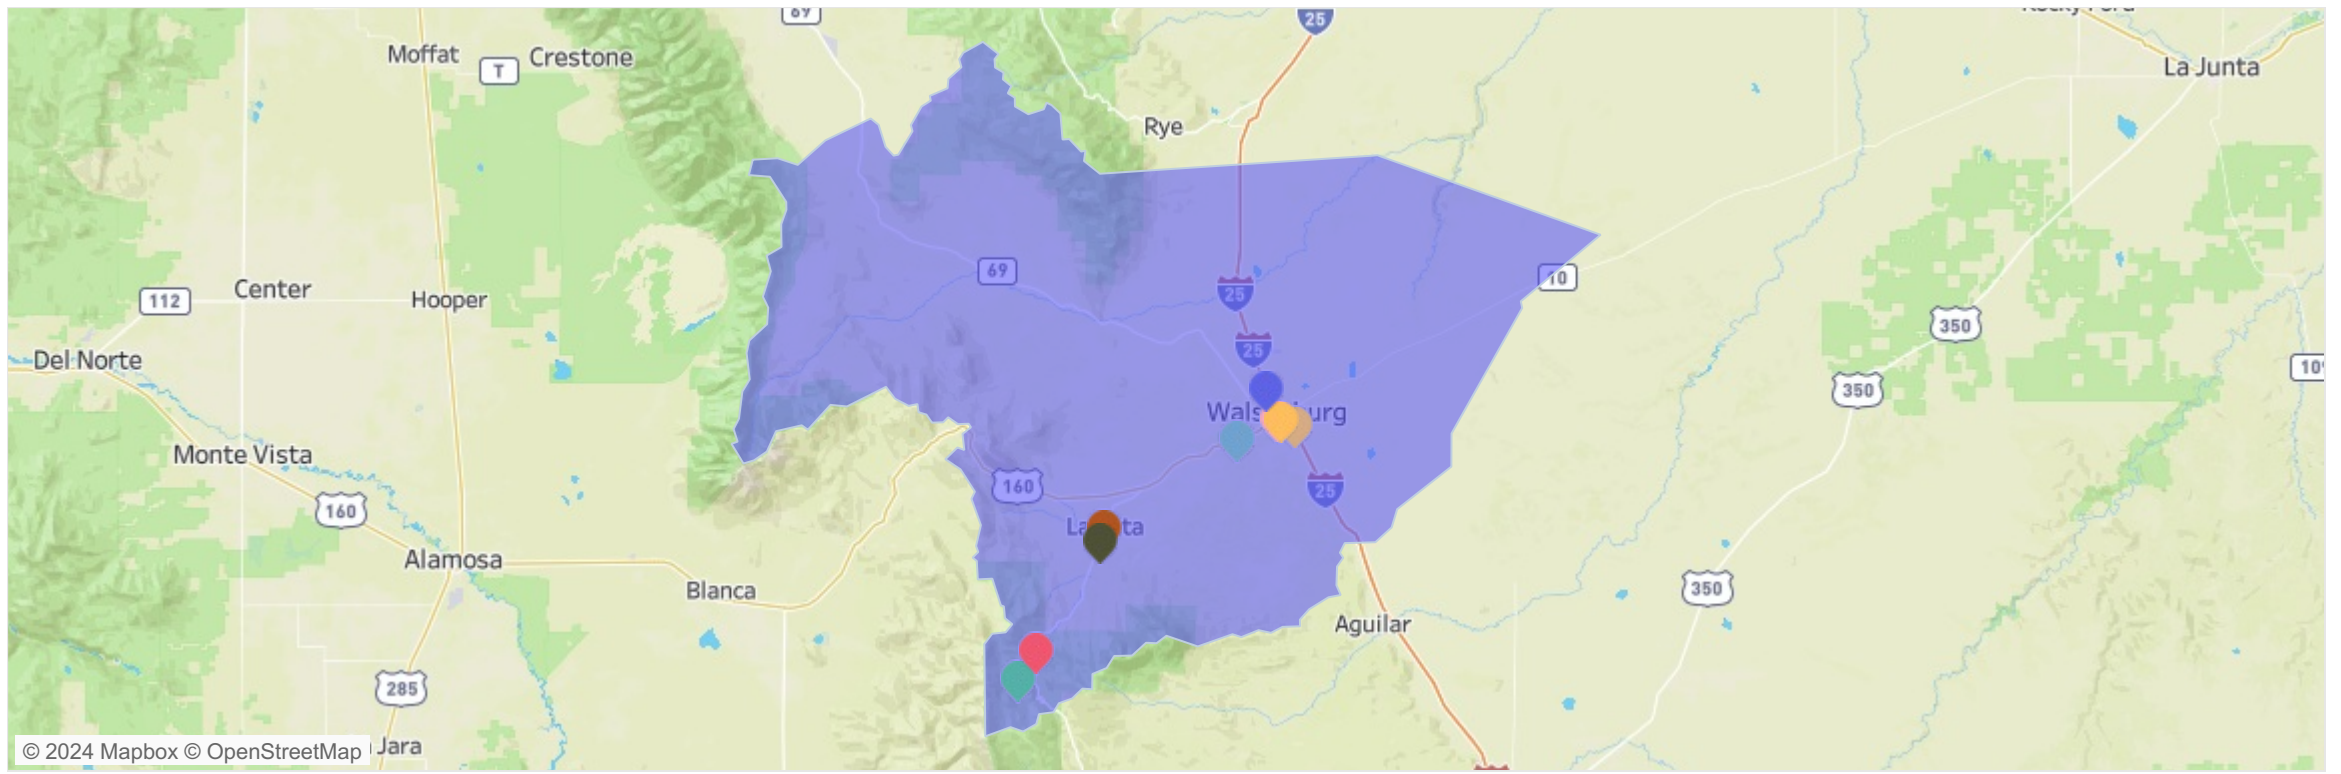 69
25
Moffat
T
Crestone
La Junta
Rye
69
10
25
112
Center
Hooper
350
25
Del Norte
350
Monte Vista
160
160
25
Alamosa
Blanca
350
Aguilar
285
Jara
© 2024 Mapbox © OpenStreetMap